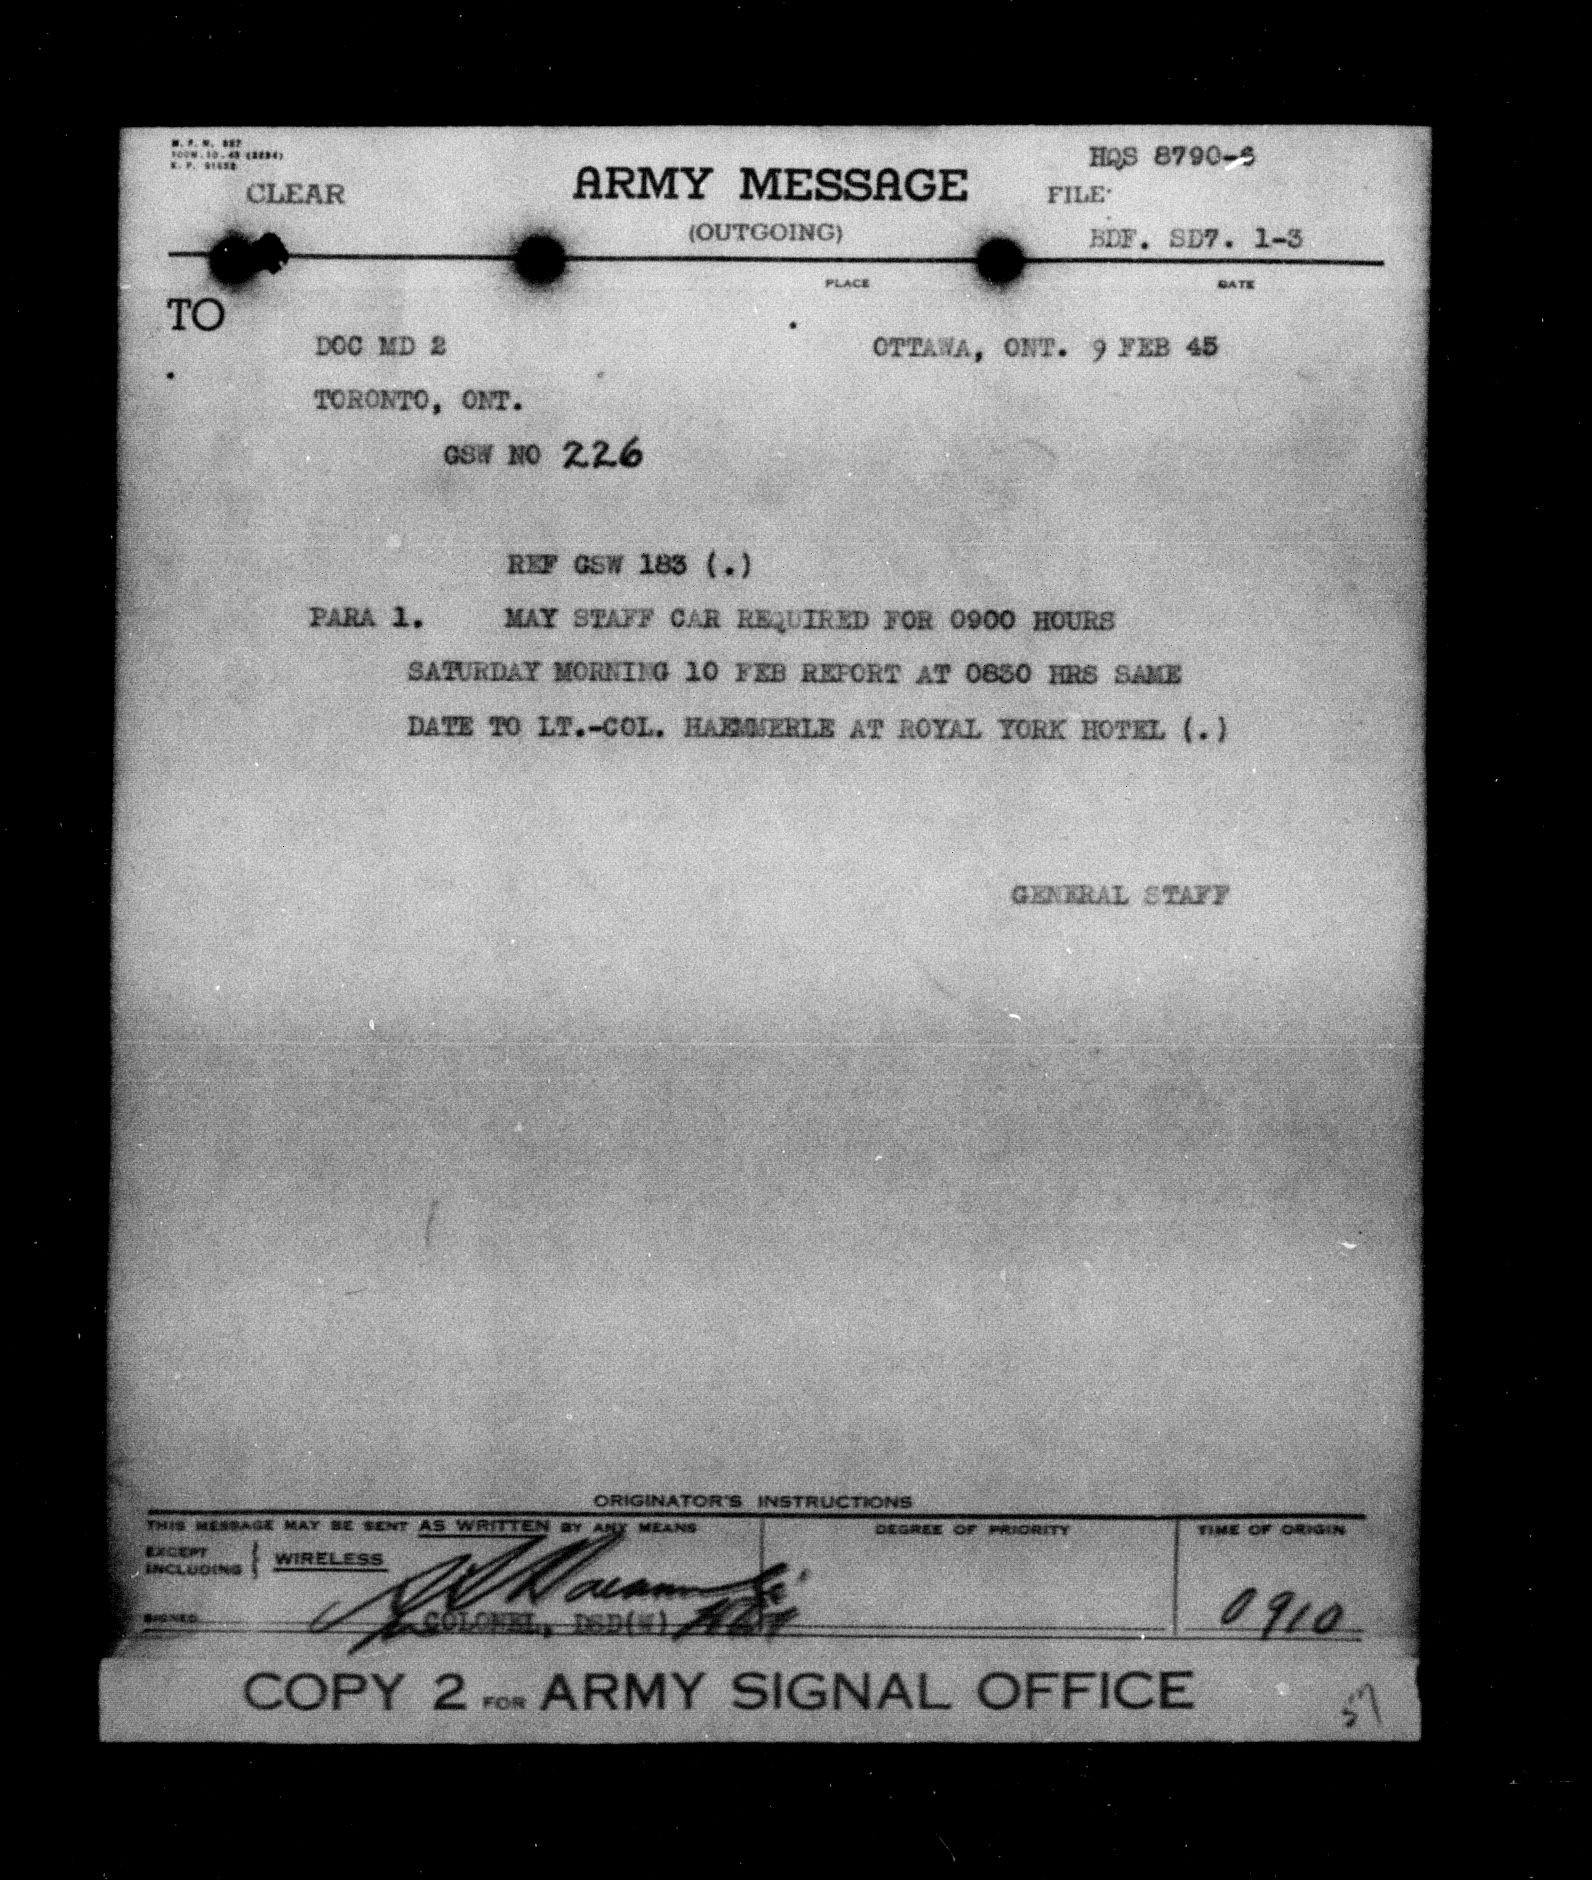 HQS 8790-6
CLEAR ARMY MESSAGE FILE
(OUTGOING)
BDF. SD7. 1-3
PLACE DATE
TO
DOC MD 2 OTTAWA, ONT. 9 FEB 45
TORONTO, ONT.
GSW NO 226
REF GSW 183 (.)
PARA 1. MAY STAFF CAR REQUIRED FOR 0900 HOURS
SATURDAY MORNING 10 FEB REPORT AT 0830 HRS SAME
DATE TO LT.-COL. HAEMMERLE AT ROYAL YORK HOTEL (.)
GENERAL STAFF
ORIGINATOR'S INSTRUCTIONS
THIS MESSAGE MAY BE SENT AS WRITTEN BY ANY MEANS DEGREE OF PRIORITY TIME OF ORIGIN
EXCEPT
INCLUDING } WIRELESS
0910
SIGNED COLONEL, DSD(W)
COPY 2 FOR ARMY SIGNAL OFFICE
57